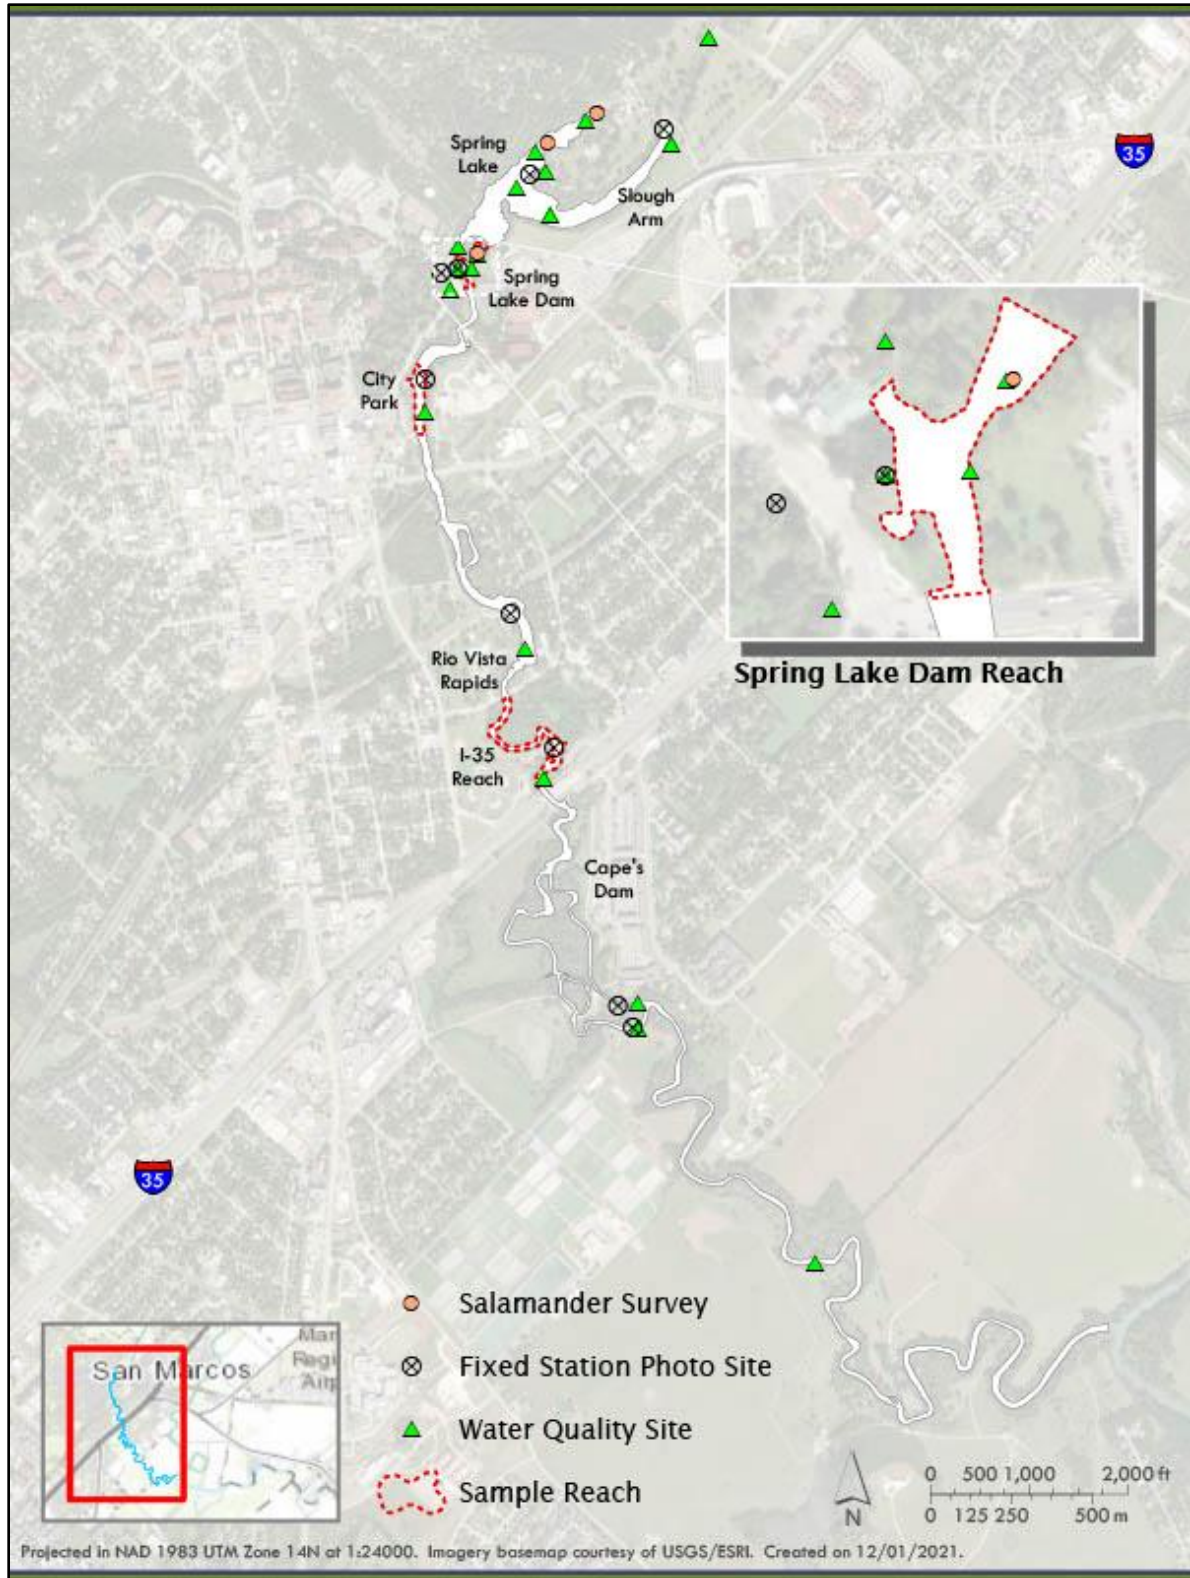 Spring
Lake
35
Slough
Arm
Spring
Lake Dam
City
Park
Spring Lake Dam Reach
Rio Vista
Rapids
I-35
Reach
Cape's
Dam
35
Salamander Survey
Fixed Station Photo Site
Water Quality Site
Sample Reach
San Marcos
Mar
Regi
Airp
N
0 500 1,000 2,000 ft
0 125 250 500 m
Projected in NAD 1983 UTM Zone 14N at 1:24000. Imagery basemap courtesy of USGS/ESRI. Created on 12/01/2021.